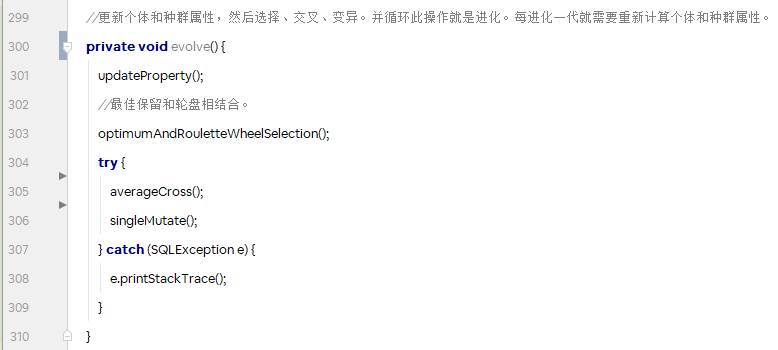 299 //更新个体和种群属性，然后选择、交叉、变异。并循环此操作就是进化。每进化一代就需要重新计算个体和种群属性。
300 private void evolve() {
301 updateProperty();
302 //最佳保留和轮盘相结合。
303 optimumAndRouletteWheelSelection();
304 try {
305 averageCross();
306 singleMutate();
307 } catch (SQLException e) {
308 e.printStackTrace();
309 }
310 }